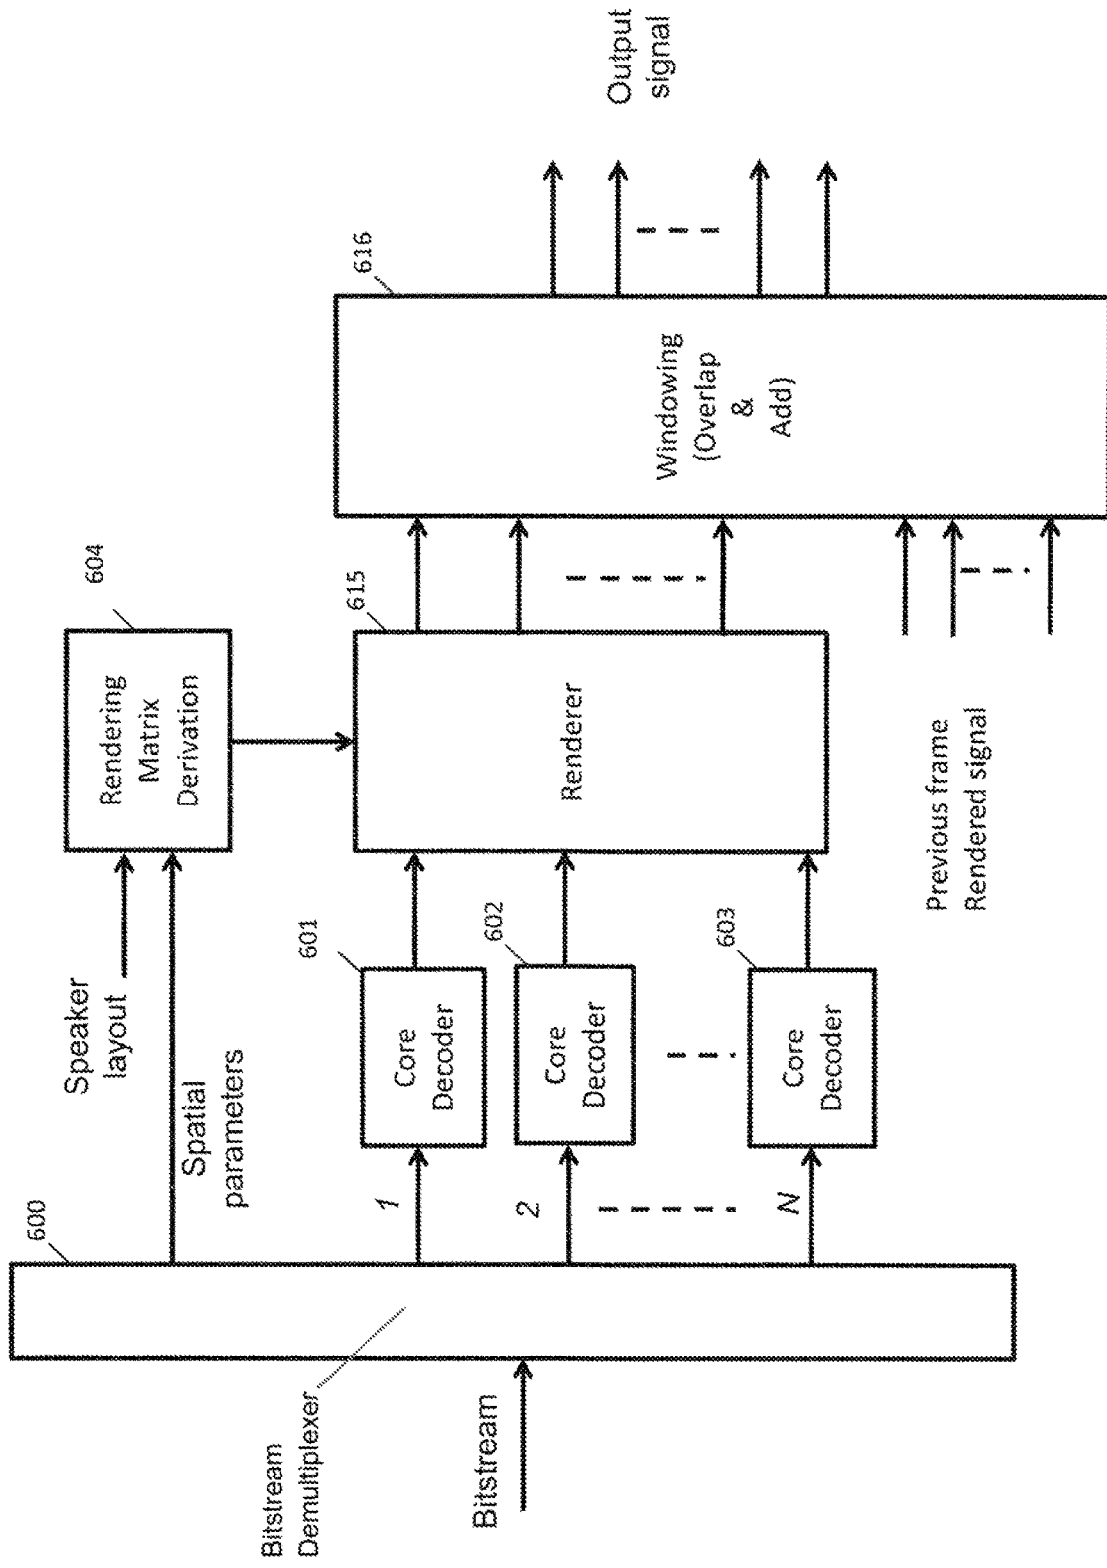 Bitstream
Bitstream
Demultiplexer
600
Spatial
parameters
Speaker
layout
1
2
N
601
Core
Decoder
602
Core
Decoder
603
Core
Decoder
604
Rendering
Matrix
Derivation
615
Renderer
Previous frame
Rendered signal
616
Windowing
(Overlap
&
Add)
Output
signal